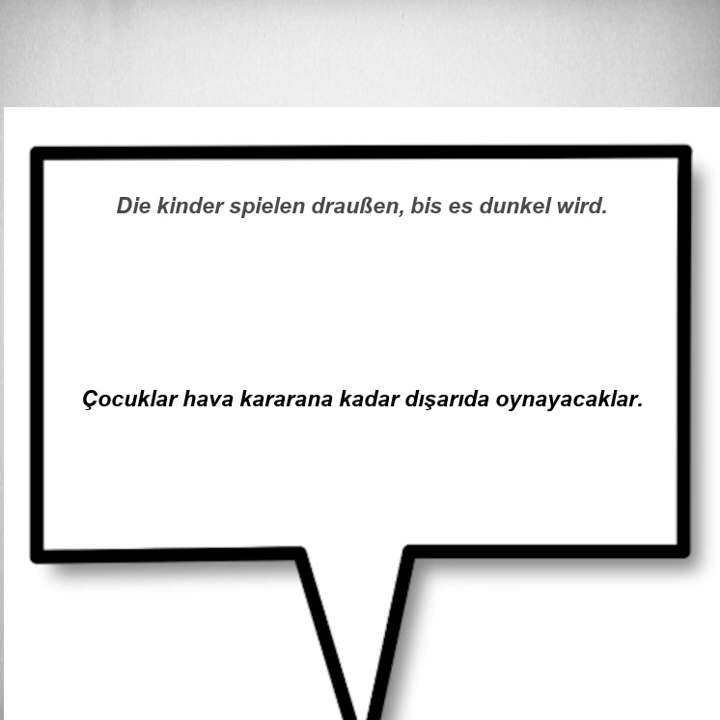 Die kinder spielen draußen, bis es dunkel wird.
Çocuklar hava kararana kadar dışarıda oynayacaklar.